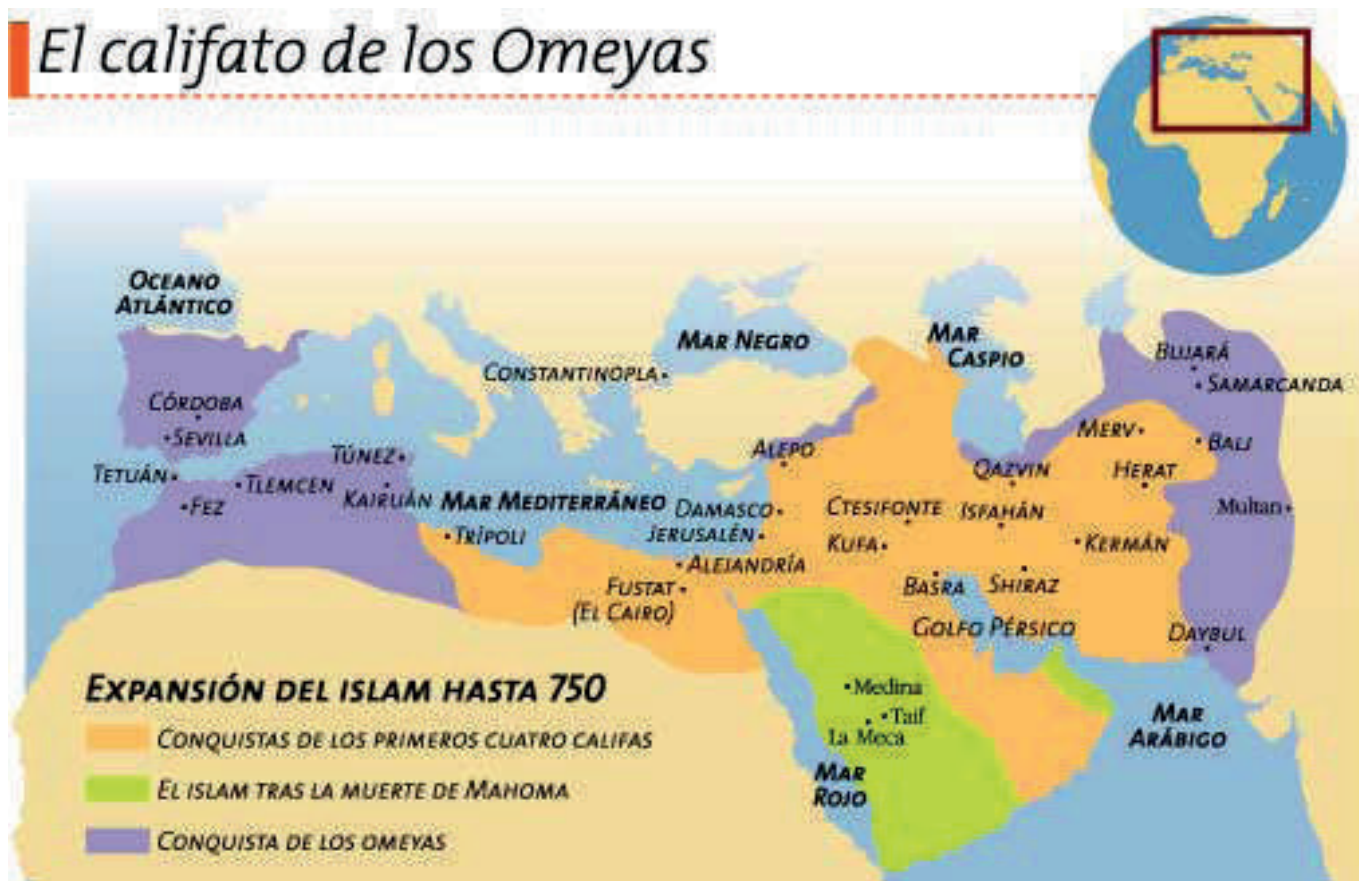 El califato de los Omeyas
OCEANO
ATLÁNTICO
MAR NEGRO
MAR
CASPIO
BUJARÁ
SAMARCANDA
CONSTANTINOPLA
CÓRDOBA
SEVILLA
MERV
BALJ
ALEPO
TÚNEZ
TETUÁN
TLEMCEN
KAIRUÁN
MAR MEDITERRÁNEO
DAMASCO
QAZVIN
HERAT
FEZ
CTESIFONTE
ISFAHÁN
Multan
TRÍPOLI
JERUSALÉN
KUFA
KERMÁN
ALEJANDRÍA
FUSTAT
(EL CAIRO)
BASRA
SHIRAZ
GOLFO PÉRSICO
DAYBUL
EXPANSIÓN DEL ISLAM HASTA 750
Medina
Taif
La Meca
MAR
ARÁBIGO
MAR
ROJO
CONQUISTAS DE LOS PRIMEROS CUATRO CALIFAS
EL ISLAM TRAS LA MUERTE DE MAHOMA
CONQUISTA DE LOS OMEYAS